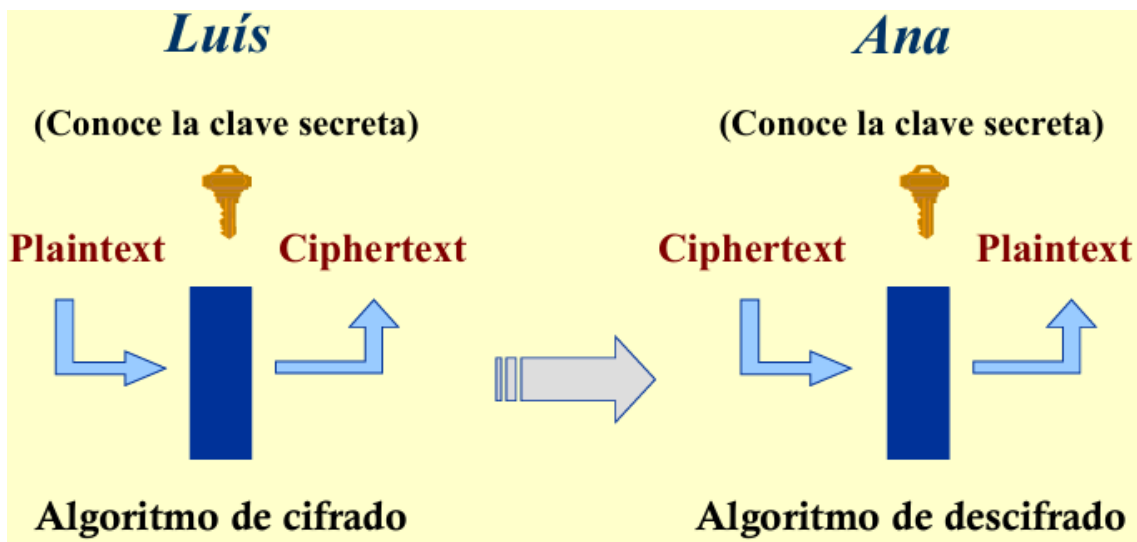 Luís
Ana
(Conoce la clave secreta)
(Conoce la clave secreta)
Plaintext
Ciphertext
Ciphertext
Plaintext
Algoritmo de cifrado
Algoritmo de descifrado